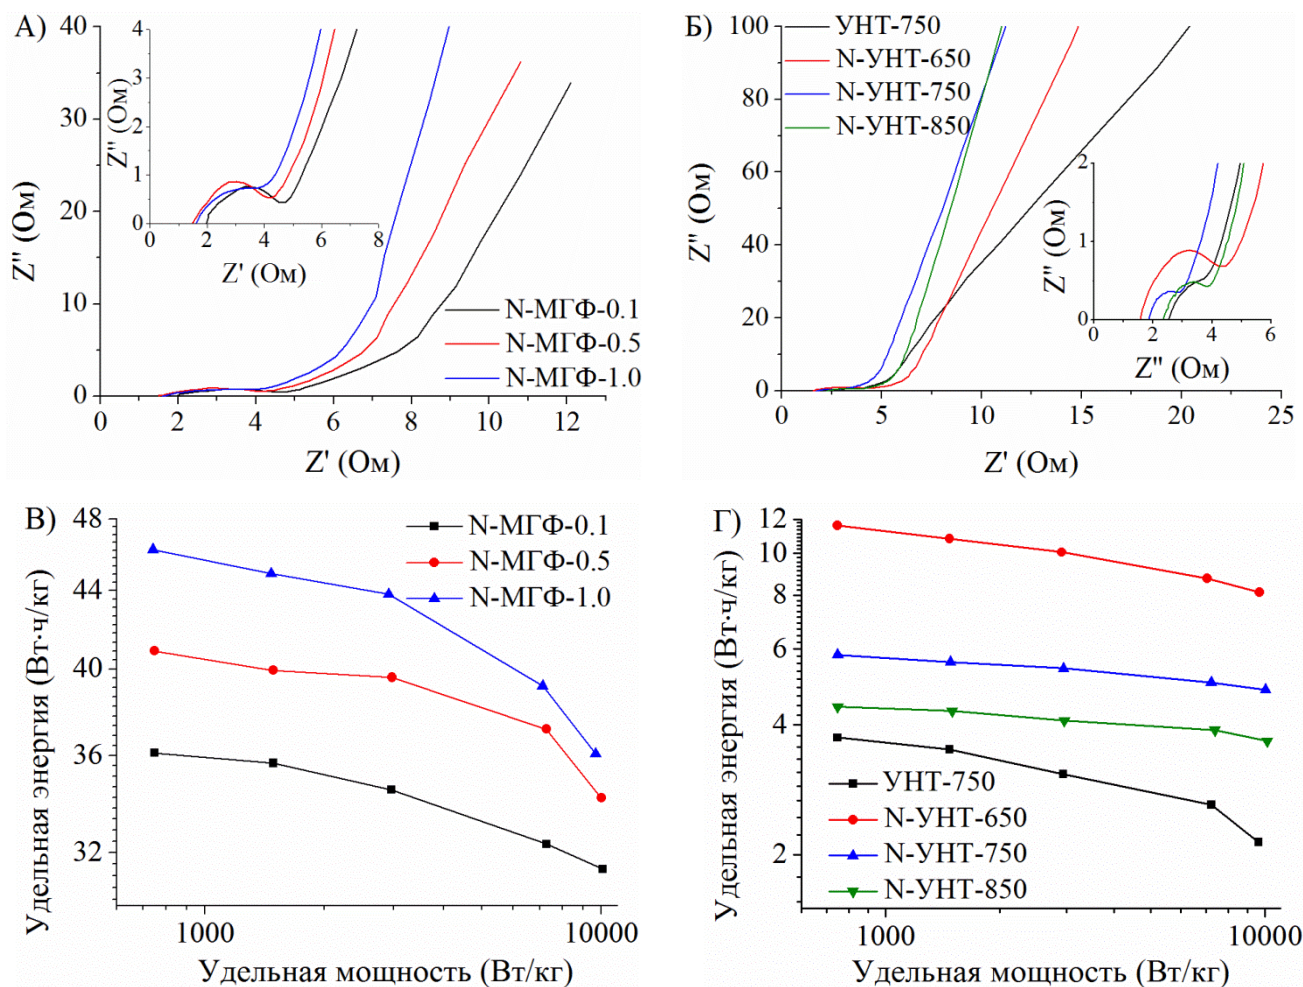 А)
Z'' (Ом)
40
30
20
10
0
0
2
4
6
8
10
12
Z' (Ом)
Z'' (Ом)
4
3
2
1
0
0
2
4
6
8
Z' (Ом)
N-МГФ-0.1
N-МГФ-0.5
N-МГФ-1.0
Б)
Z'' (Ом)
100
80
60
40
20
0
0
5
10
15
20
25
Z' (Ом)
УНТ-750
N-УНТ-650
N-УНТ-750
N-УНТ-850
Z'' (Ом)
2
1
0
0
2
4
6
Z'' (Ом)
В)
Удельная энергия (Вт·ч/кг)
48
44
40
36
32
1000
10000
Удельная мощность (Вт/кг)
N-МГФ-0.1
N-МГФ-0.5
N-МГФ-1.0
Г)
Удельная энергия (Вт·ч/кг)
12
10
8
6
4
2
1000
10000
Удельная мощность (Вт/кг)
УНТ-750
N-УНТ-650
N-УНТ-750
N-УНТ-850